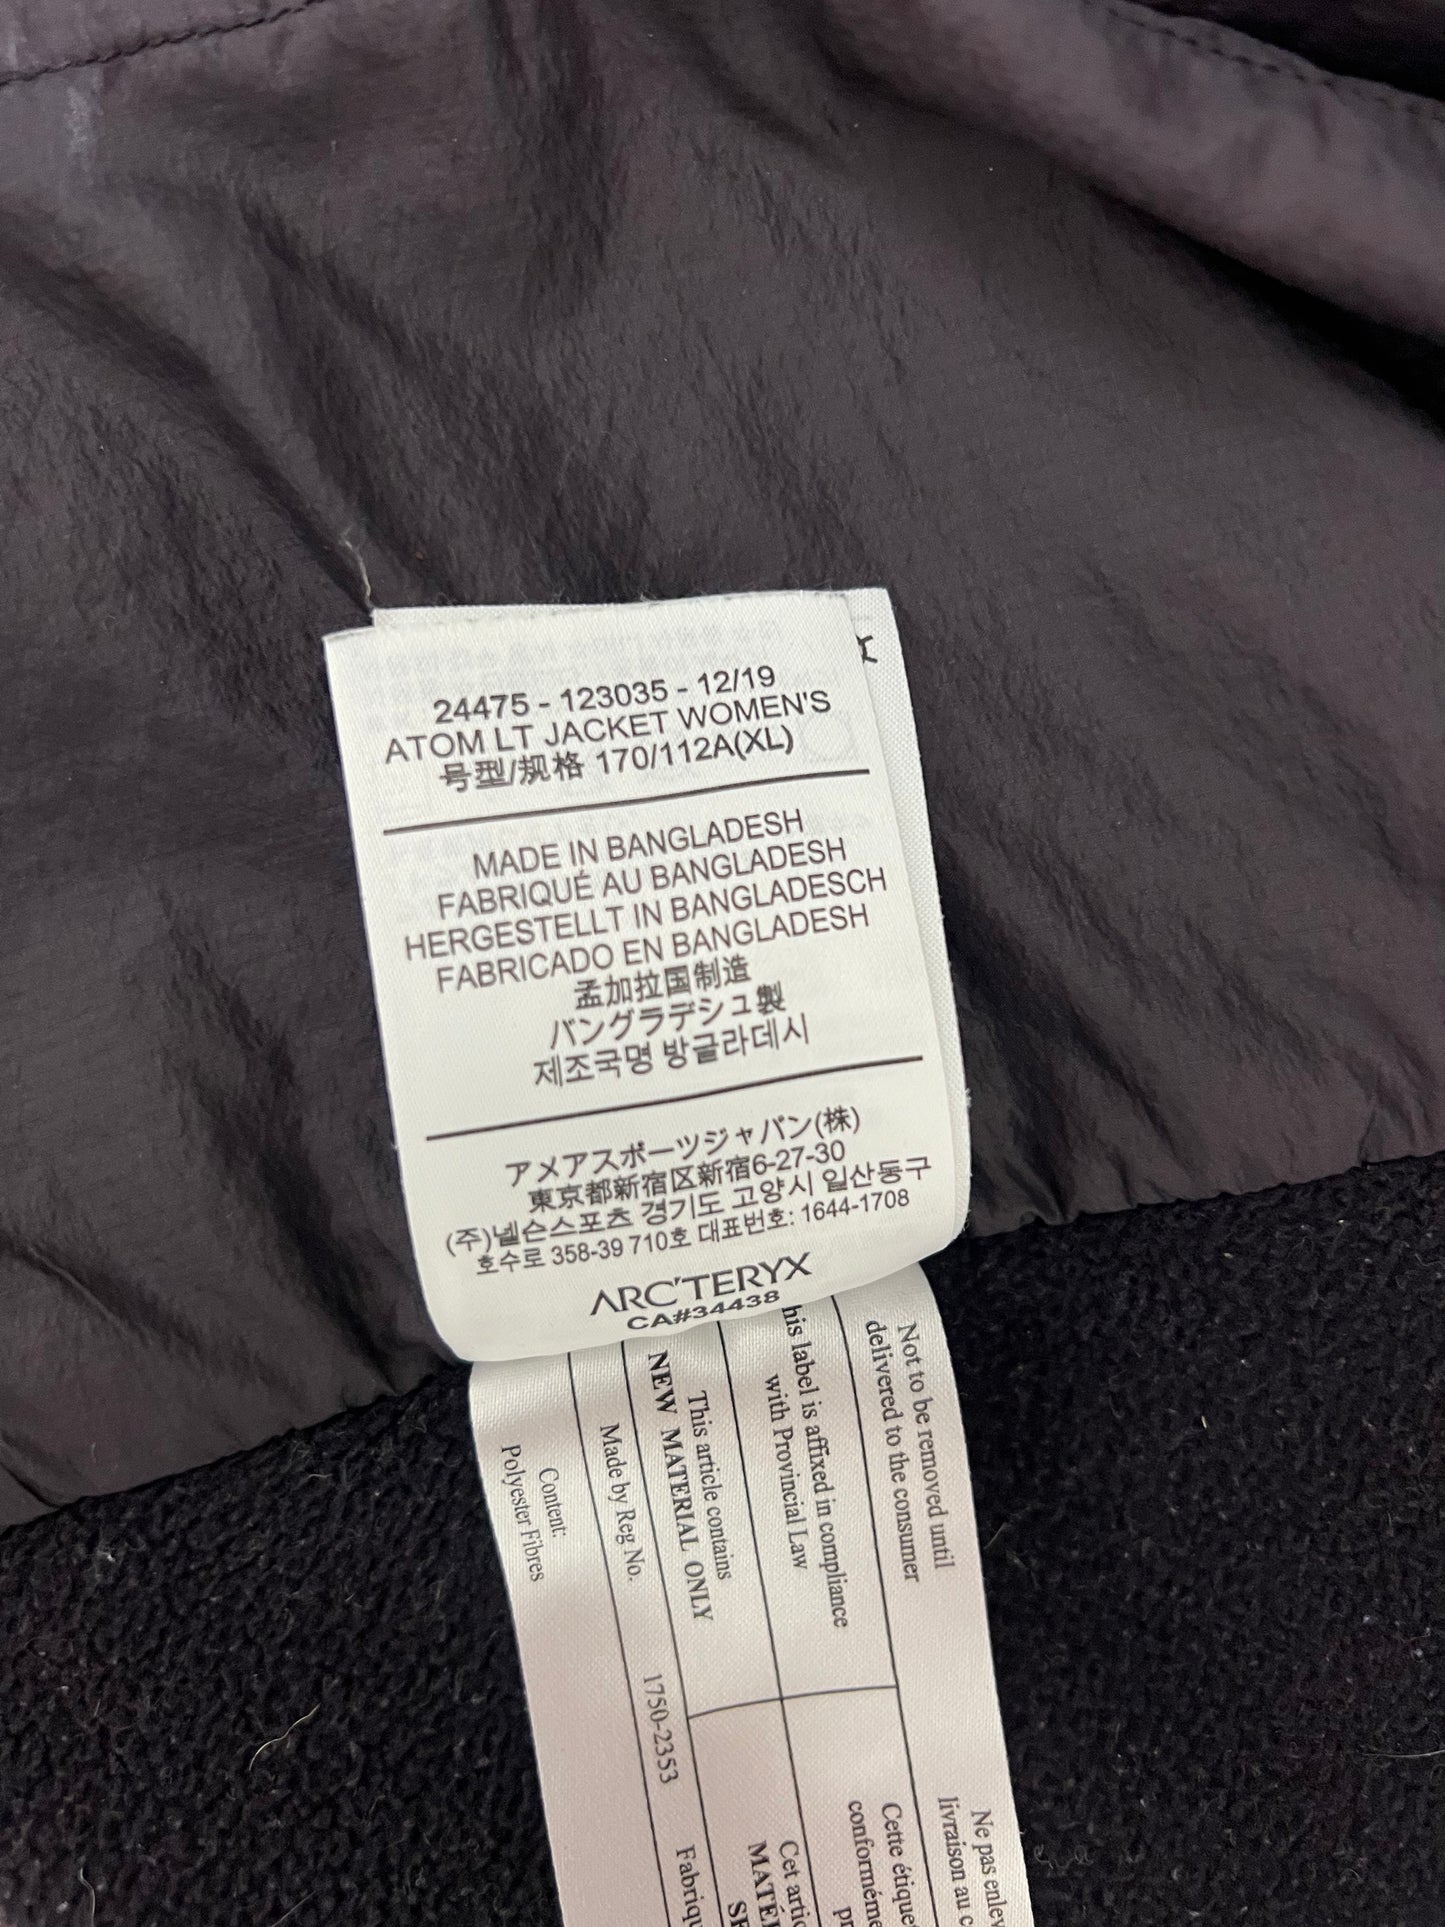 24475 - 123035 - 12/19
ATOM LT JACKET WOMEN'S
号型/规格 170/112A(XL)
MADE IN BANGLADESH
FABRIQUÉ AU BANGLADESH
HERGESTELLT IN BANGLADESCH
FABRICADO EN BANGLADESH
孟加拉国制造
バングラデシュ製
제조국명 방글라데시
アメアスポーツジャパン(株)
東京都新宿区新宿6-27-30
(주)넬슨스포츠 경기도 고양시 일산동구
호수로 358-39 710호 대표번호: 1644-1708
ARC'TERYX
CA#34438
Not to be removed until
delivered to the consumer
his label is affixed in compliance
with Provincial Law
This article contains
NEW MATERIAL ONLY
Made by Reg No. 1750-2353
Content:
Polyester Fibres
Ne pas enlev
livraison au c
Cette étique
conforméme
Cet artic
MATÉ
Fabriq